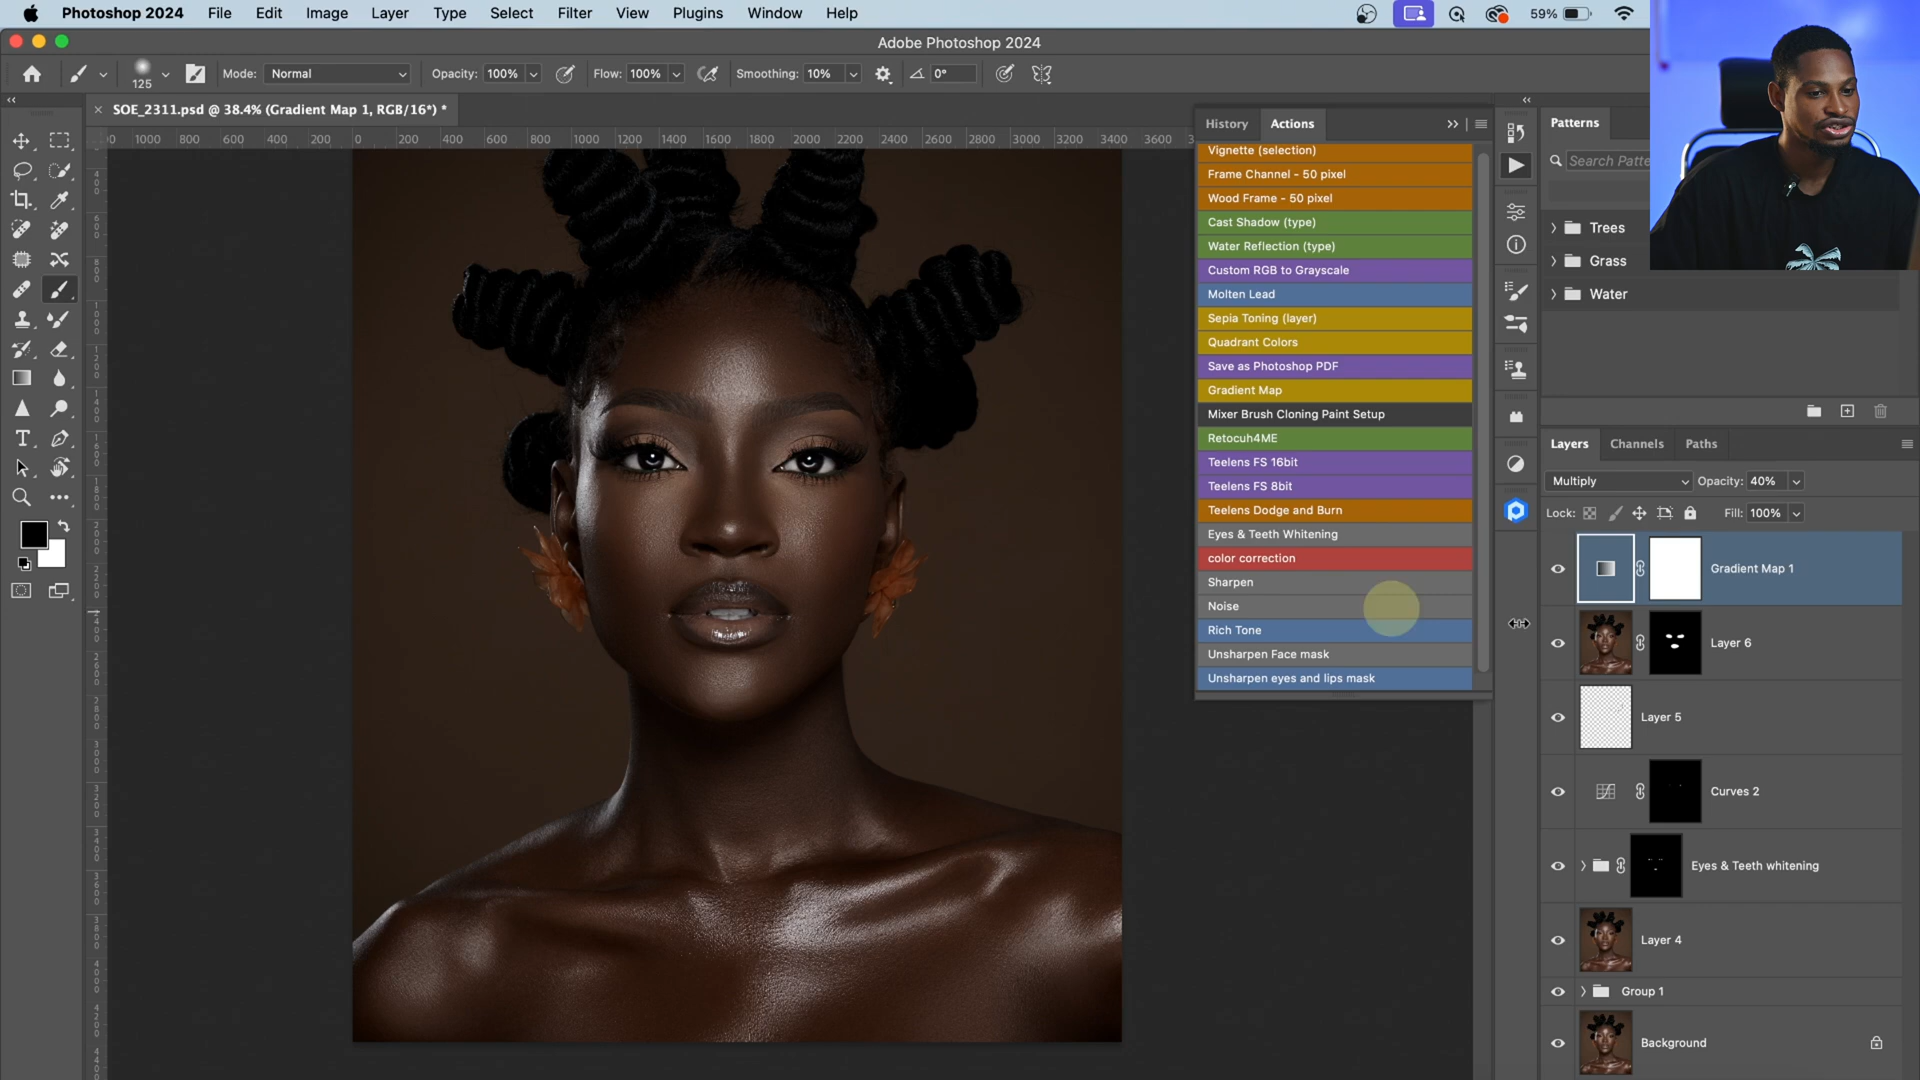 Photoshop 2024 File Edit Image Layer Type Select Filter View Plugins Window Help 59%
Adobe Photoshop 2024
125 Mode: Normal Opacity: 100% Flow: 100% Smoothing: 10% 0°
SOE_2311.psd @ 38.4% (Gradient Map 1, RGB/16*) *
1000 800 600 400 200 0 200 400 600 800 1000 1200 1400 1600 1800 2000 2200 2400 2600 2800 3000 3200 3400 3600
History Actions
Vignette (selection)
Frame Channel - 50 pixel
Wood Frame - 50 pixel
Cast Shadow (type)
Water Reflection (type)
Custom RGB to Grayscale
Molten Lead
Sepia Toning (layer)
Quadrant Colors
Save as Photoshop PDF
Gradient Map
Mixer Brush Cloning Paint Setup
Retocuh4ME
Teelens FS 16bit
Teelens FS 8bit
Teelens Dodge and Burn
Eyes & Teeth Whitening
color correction
Sharpen
Noise
Rich Tone
Unsharpen Face mask
Unsharpen eyes and lips mask
Patterns
Search Patte
Trees
Grass
Water
Layers Channels Paths
Multiply Opacity: 40%
Lock: Fill: 100%
Gradient Map 1
Layer 6
Layer 5
Curves 2
Eyes & Teeth whitening
Layer 4
Group 1
Background